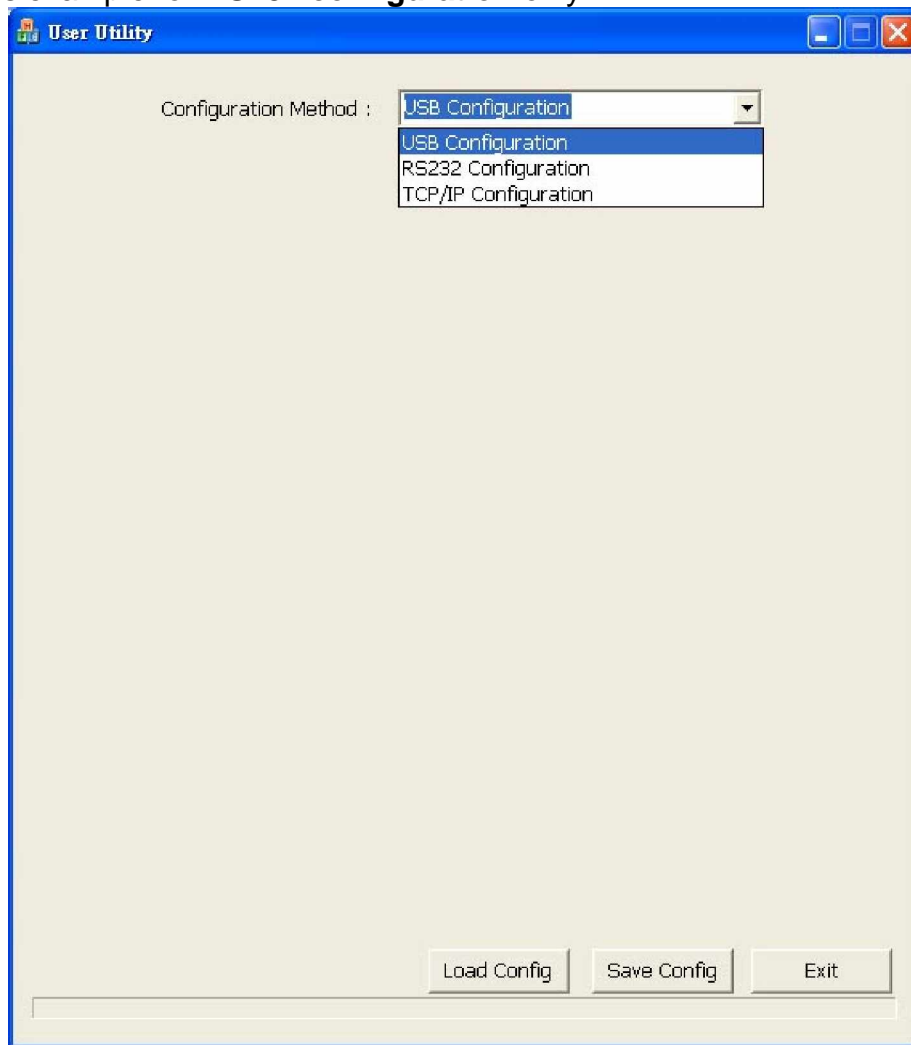 User Utility
Configuration Method :
USB Configuration
USB Configuration
RS232 Configuration
TCP/IP Configuration
Load Config
Save Config
Exit